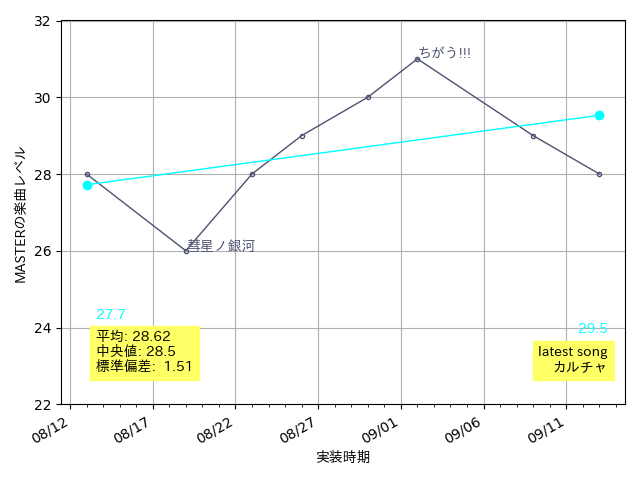 MASTERの楽曲レベル
32
30
28
26
24
22
ちがう!!!
彗星ノ銀河
27.7
平均: 28.62
中央値: 28.5
標準偏差: 1.51
29.5
latest song
カルチャ
08/12
08/17
08/22
08/27
09/01
09/06
09/11
実装時期